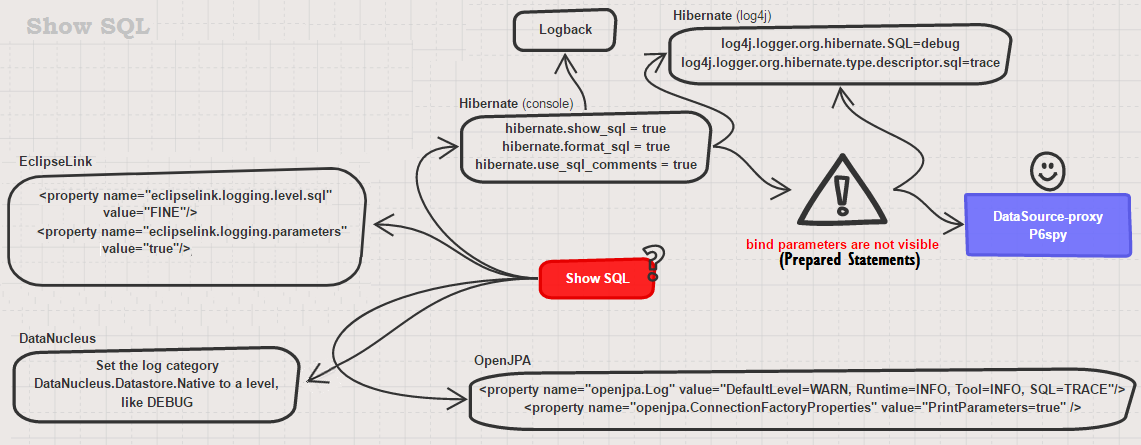 Show SQL
Logback
Hibernate (log4j)
log4j.logger.org.hibernate.SQL=debug
log4j.logger.org.hibernate.type.descriptor.sql=trace
Hibernate (console)
hibernate.show_sql = true
hibernate.format_sql = true
hibernate.use_sql_comments = true
EclipseLink
<property name="eclipselink.logging.level.sql"
value="FINE"/>
<property name="eclipselink.logging.parameters"
value="true"/>
!
bind parameters are not visible
(Prepared Statements)
DataSource-proxy
P6spy
Show SQL
?
DataNucleus
Set the log category
DataNucleus.Datastore.Native to a level,
like DEBUG
OpenJPA
<property name="openjpa.Log" value="DefaultLevel=WARN, Runtime=INFO, Tool=INFO, SQL=TRACE"/>
<property name="openjpa.ConnectionFactoryProperties" value="PrintParameters=true" />